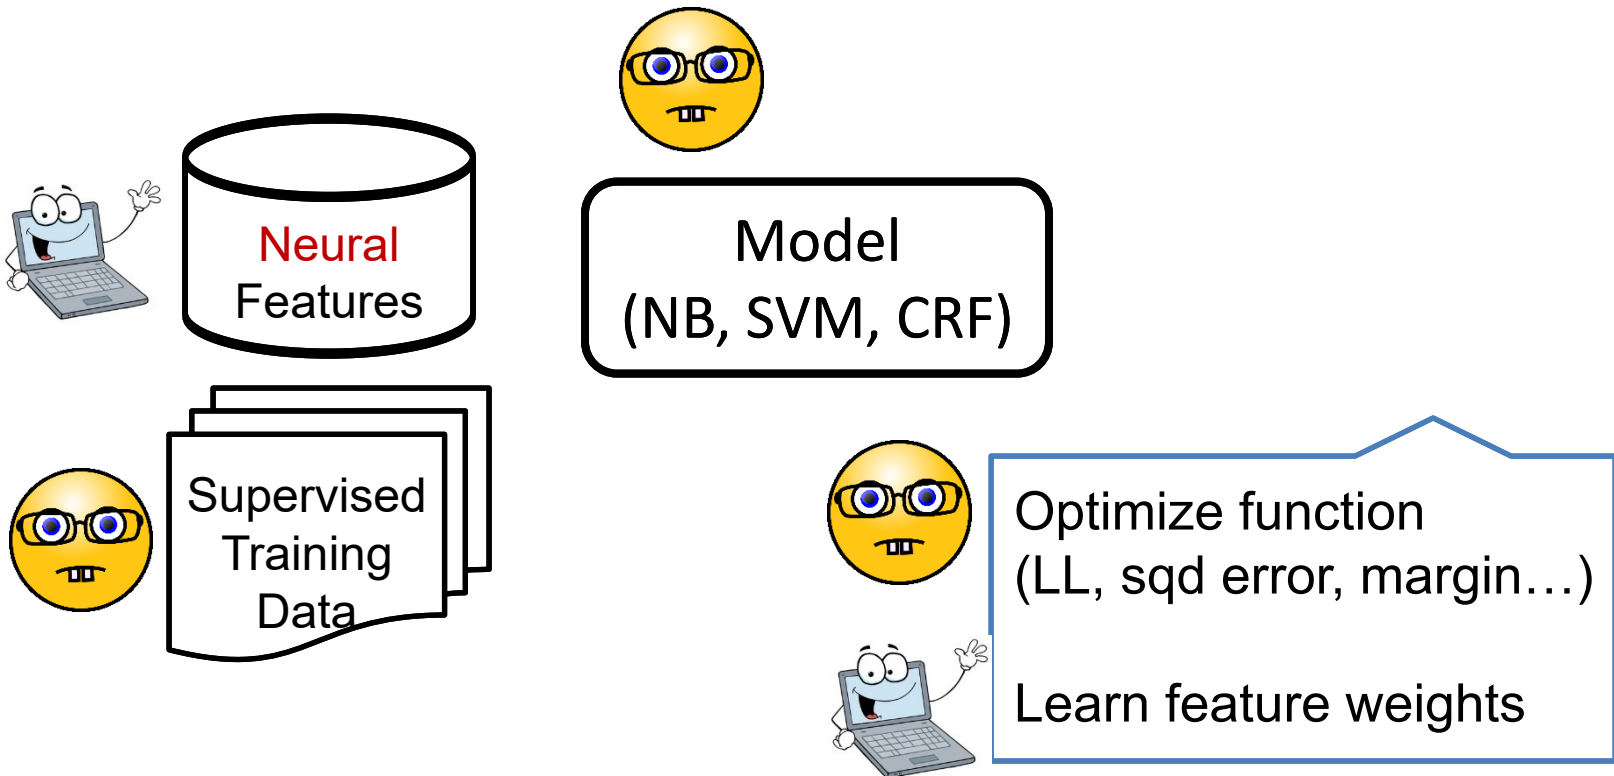 Neural
Features
Model
(NB, SVM, CRF)
Supervised
Training
Data
Optimize function
(LL, sqd error, margin…)
Learn feature weights